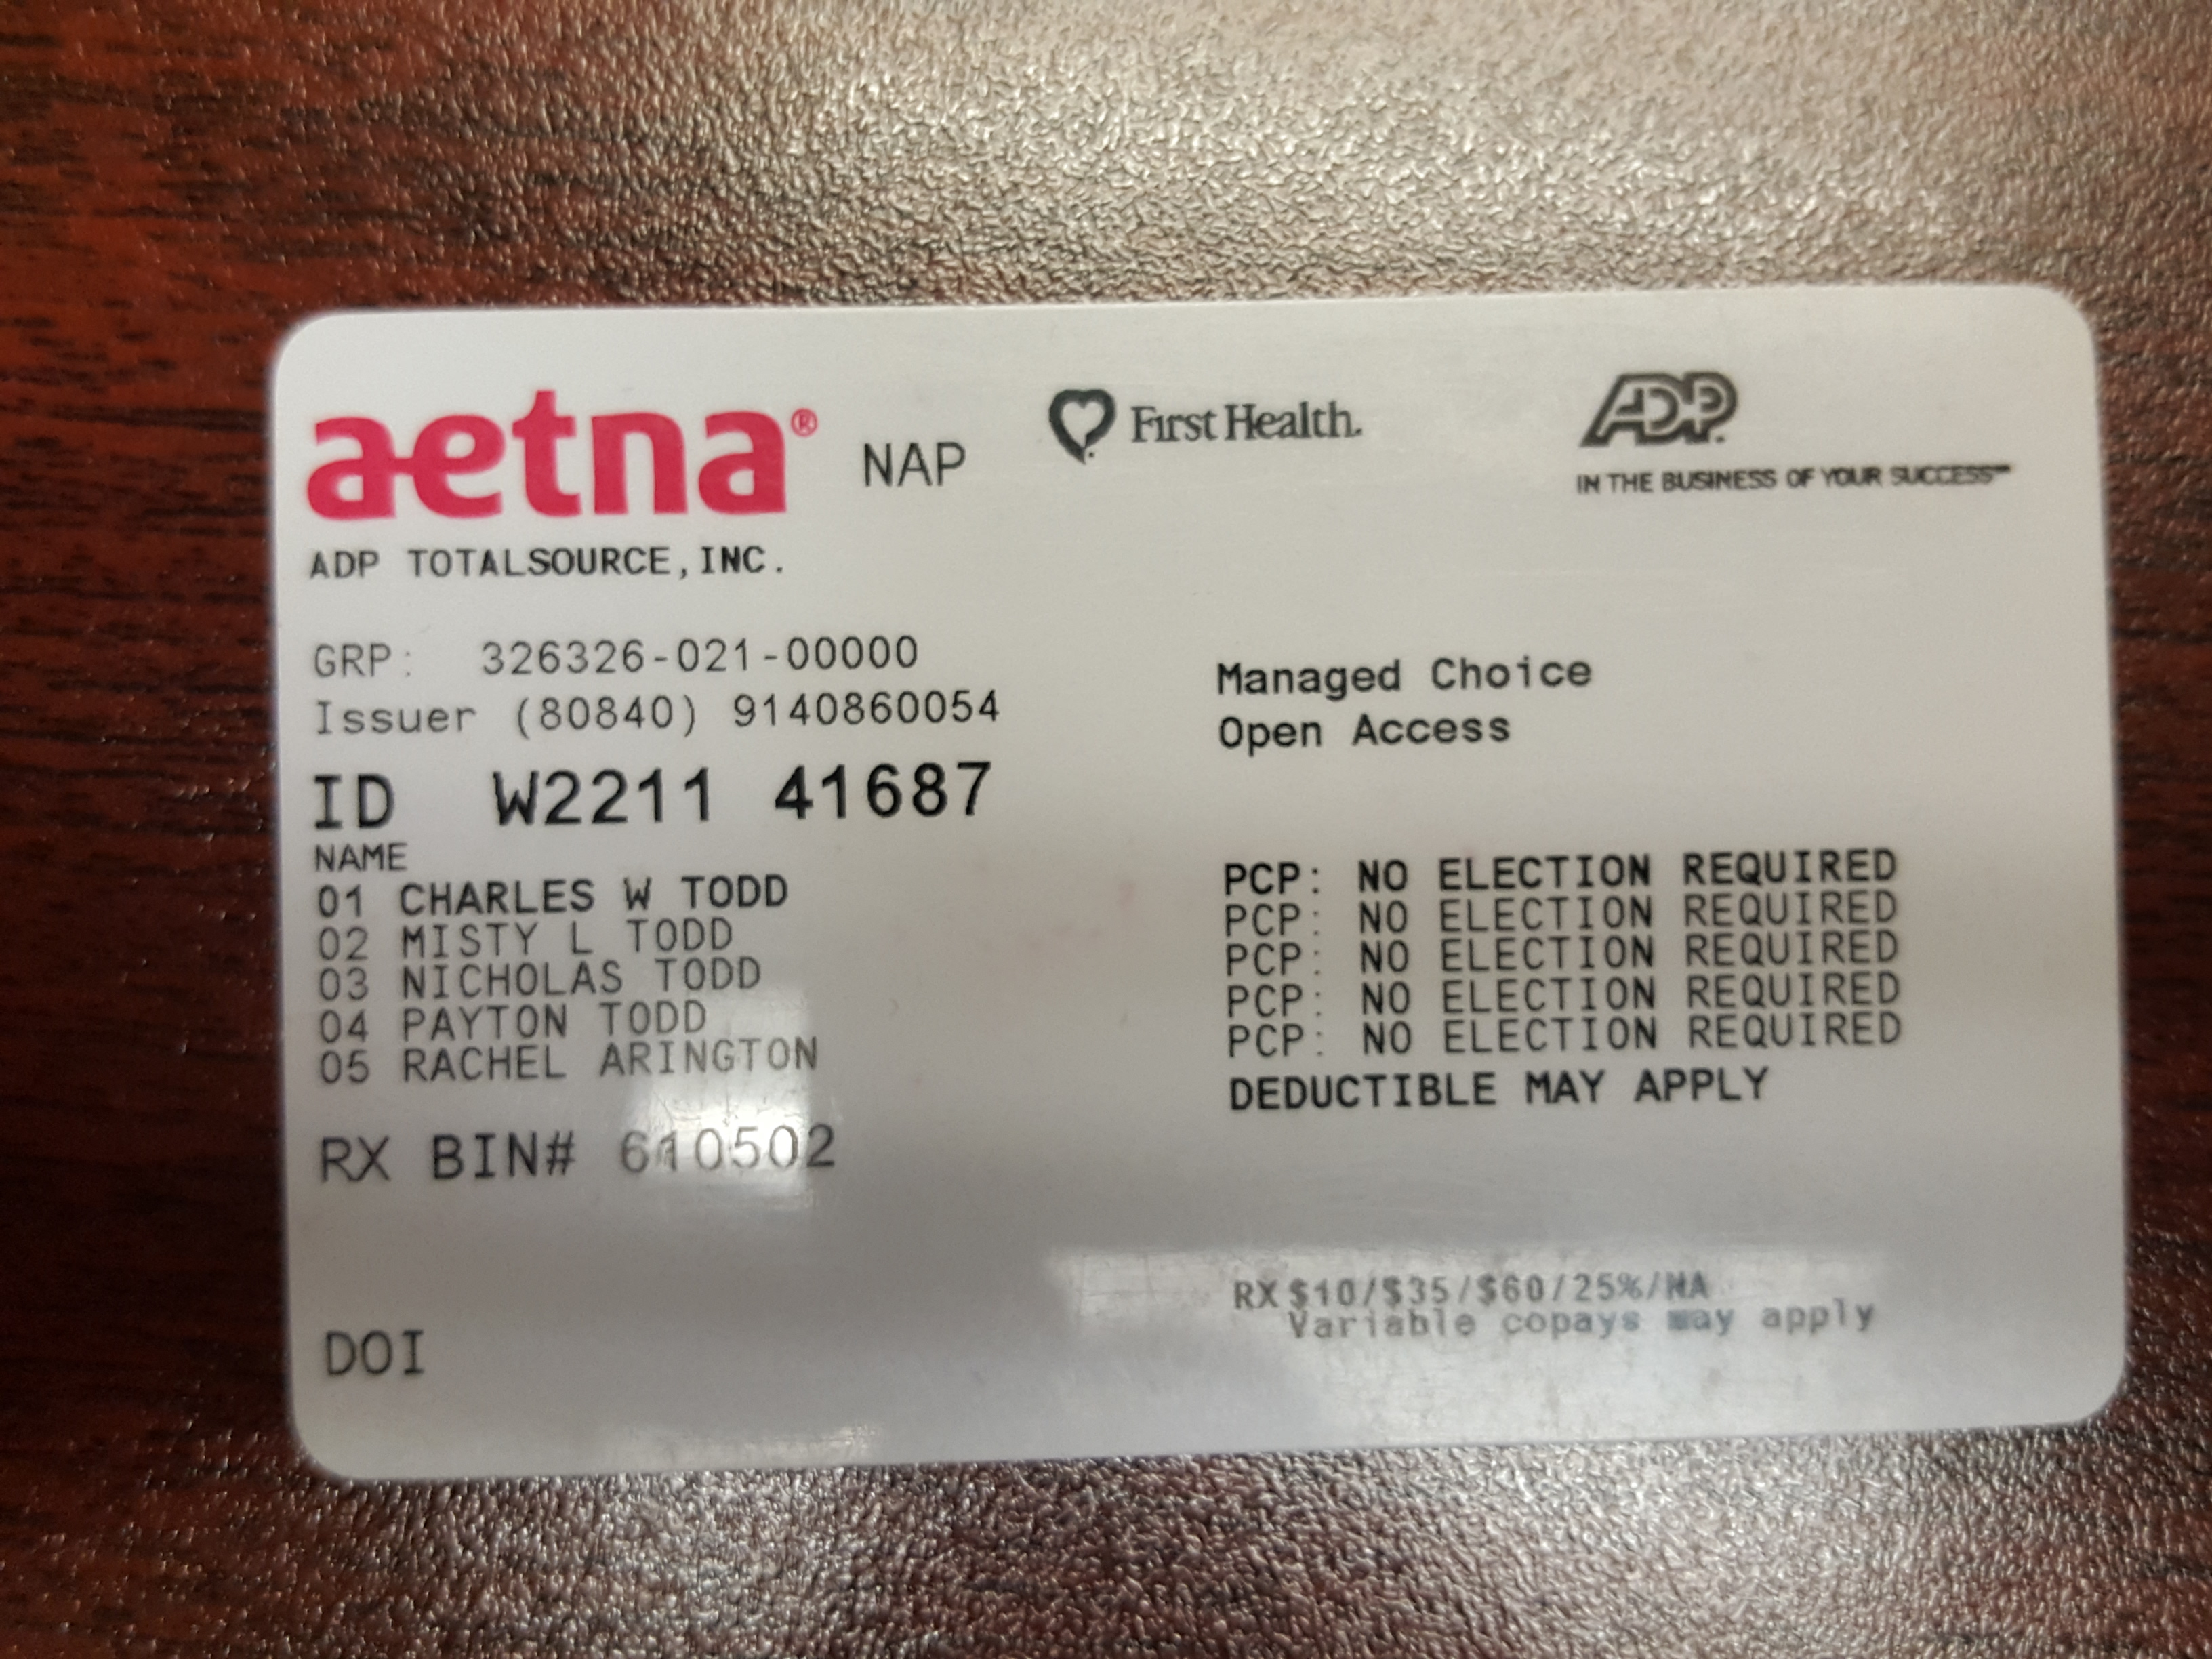 aetna® NAP First Health. ADP
IN THE BUSINESS OF YOUR SUCCESS℠
ADP TOTALSOURCE, INC.
GRP: 326326-021-00000
Issuer (80840) 9140860054
Managed Choice
Open Access
ID W2211 41687
NAME
01 CHARLES W TODD PCP: NO ELECTION REQUIRED
02 MISTY L TODD PCP: NO ELECTION REQUIRED
03 NICHOLAS TODD PCP: NO ELECTION REQUIRED
04 PAYTON TODD PCP: NO ELECTION REQUIRED
05 RACHEL ARINGTON PCP: NO ELECTION REQUIRED
DEDUCTIBLE MAY APPLY
RX BIN# 610502
RX $10/$35/$60/25%/NA
Variable copays may apply
DOI